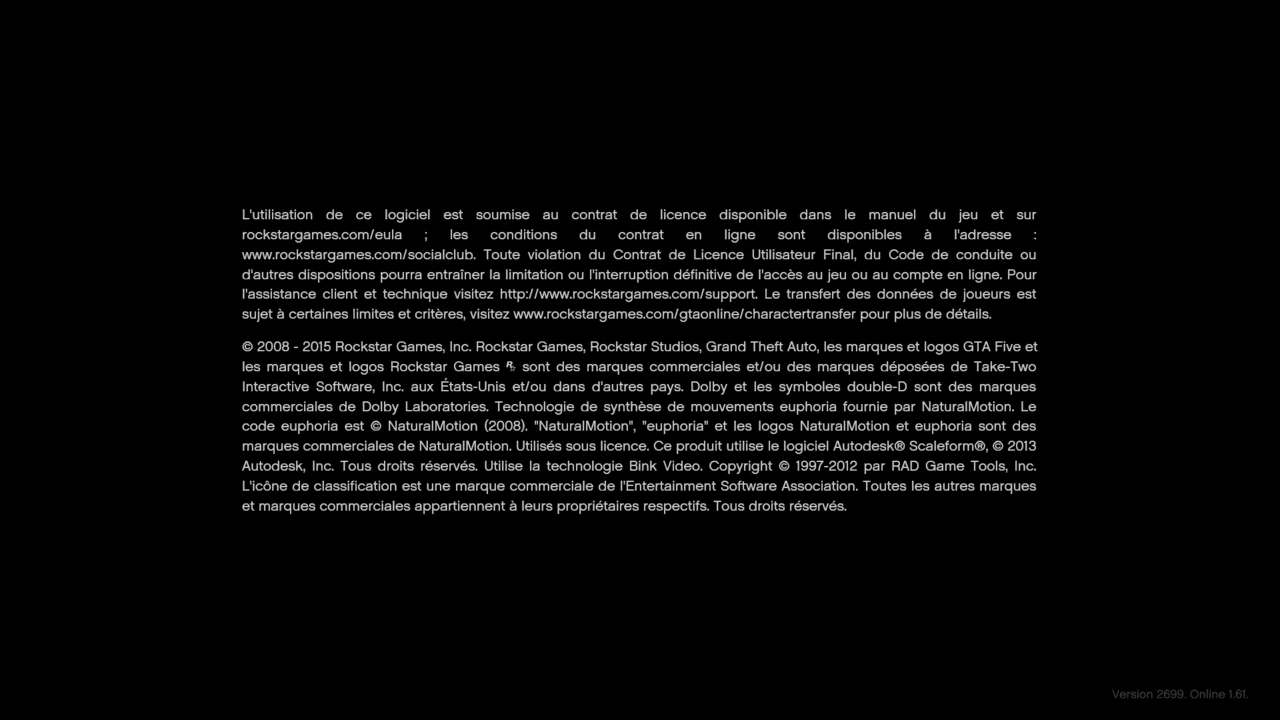 L'utilisation de ce logiciel est soumise au contrat de licence disponible dans le manuel du jeu et sur
rockstargames.com/eula ; les conditions du contrat en ligne sont disponibles à l'adresse :
www.rockstargames.com/socialclub. Toute violation du Contrat de Licence Utilisateur Final, du Code de conduite ou
d'autres dispositions pourra entraîner la limitation ou l'interruption définitive de l'accès au jeu ou au compte en ligne. Pour
l'assistance client et technique visitez http://www.rockstargames.com/support. Le transfert des données de joueurs est
sujet à certaines limites et critères, visitez www.rockstargames.com/gtaonline/charactertransfer pour plus de détails.
© 2008 - 2015 Rockstar Games, Inc. Rockstar Games, Rockstar Studios, Grand Theft Auto, les marques et logos GTA Five et
les marques et logos Rockstar Games R* sont des marques commerciales et/ou des marques déposées de Take-Two
Interactive Software, Inc. aux États-Unis et/ou dans d'autres pays. Dolby et les symboles double-D sont des marques
commerciales de Dolby Laboratories. Technologie de synthèse de mouvements euphoria fournie par NaturalMotion. Le
code euphoria est © NaturalMotion (2008). "NaturalMotion", "euphoria" et les logos NaturalMotion et euphoria sont des
marques commerciales de NaturalMotion. Utilisés sous licence. Ce produit utilise le logiciel Autodesk® Scaleform®, © 2013
Autodesk, Inc. Tous droits réservés. Utilise la technologie Bink Video. Copyright © 1997-2012 par RAD Game Tools, Inc.
L'icône de classification est une marque commerciale de l'Entertainment Software Association. Toutes les autres marques
et marques commerciales appartiennent à leurs propriétaires respectifs. Tous droits réservés.
Version 2699. Online 1.61.